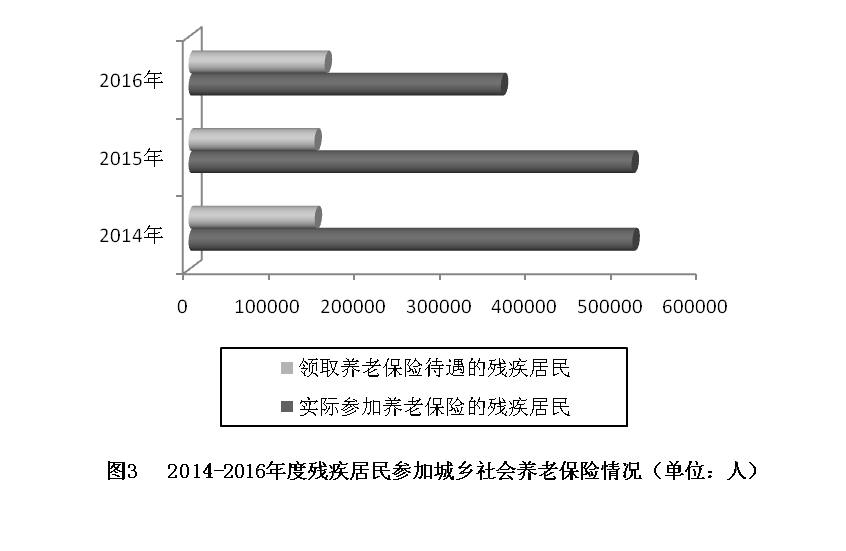 2016年
2015年
2014年
0 100000 200000 300000 400000 500000 600000
领取养老保险待遇的残疾居民
实际参加养老保险的残疾居民
图3 2014-2016年度残疾居民参加城乡社会养老保险情况（单位：人）